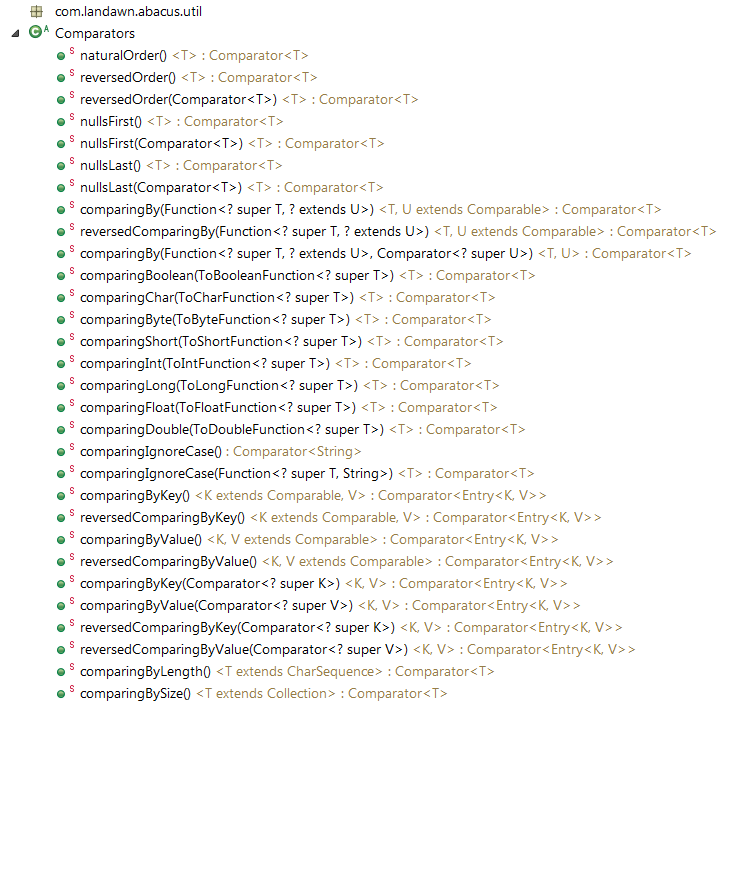 com.landawn.abacus.util
C A Comparators
S naturalOrder() <T> : Comparator<T>
S reversedOrder() <T> : Comparator<T>
S reversedOrder(Comparator<T>) <T> : Comparator<T>
S nullsFirst() <T> : Comparator<T>
S nullsFirst(Comparator<T>) <T> : Comparator<T>
S nullsLast() <T> : Comparator<T>
S nullsLast(Comparator<T>) <T> : Comparator<T>
S comparingBy(Function<? super T, ? extends U>) <T, U extends Comparable> : Comparator<T>
S reversedComparingBy(Function<? super T, ? extends U>) <T, U extends Comparable> : Comparator<T>
S comparingBy(Function<? super T, ? extends U>, Comparator<? super U>) <T, U> : Comparator<T>
S comparingBoolean(ToBooleanFunction<? super T>) <T> : Comparator<T>
S comparingChar(ToCharFunction<? super T>) <T> : Comparator<T>
S comparingByte(ToByteFunction<? super T>) <T> : Comparator<T>
S comparingShort(ToShortFunction<? super T>) <T> : Comparator<T>
S comparingInt(ToIntFunction<? super T>) <T> : Comparator<T>
S comparingLong(ToLongFunction<? super T>) <T> : Comparator<T>
S comparingFloat(ToFloatFunction<? super T>) <T> : Comparator<T>
S comparingDouble(ToDoubleFunction<? super T>) <T> : Comparator<T>
S comparingIgnoreCase() : Comparator<String>
S comparingIgnoreCase(Function<? super T, String>) <T> : Comparator<T>
S comparingByKey() <K extends Comparable, V> : Comparator<Entry<K, V>>
S reversedComparingByKey() <K extends Comparable, V> : Comparator<Entry<K, V>>
S comparingByValue() <K, V extends Comparable> : Comparator<Entry<K, V>>
S reversedComparingByValue() <K, V extends Comparable> : Comparator<Entry<K, V>>
S comparingByKey(Comparator<? super K>) <K, V> : Comparator<Entry<K, V>>
S comparingByValue(Comparator<? super V>) <K, V> : Comparator<Entry<K, V>>
S reversedComparingByKey(Comparator<? super K>) <K, V> : Comparator<Entry<K, V>>
S reversedComparingByValue(Comparator<? super V>) <K, V> : Comparator<Entry<K, V>>
S comparingByLength() <T extends CharSequence> : Comparator<T>
S comparingBySize() <T extends Collection> : Comparator<T>